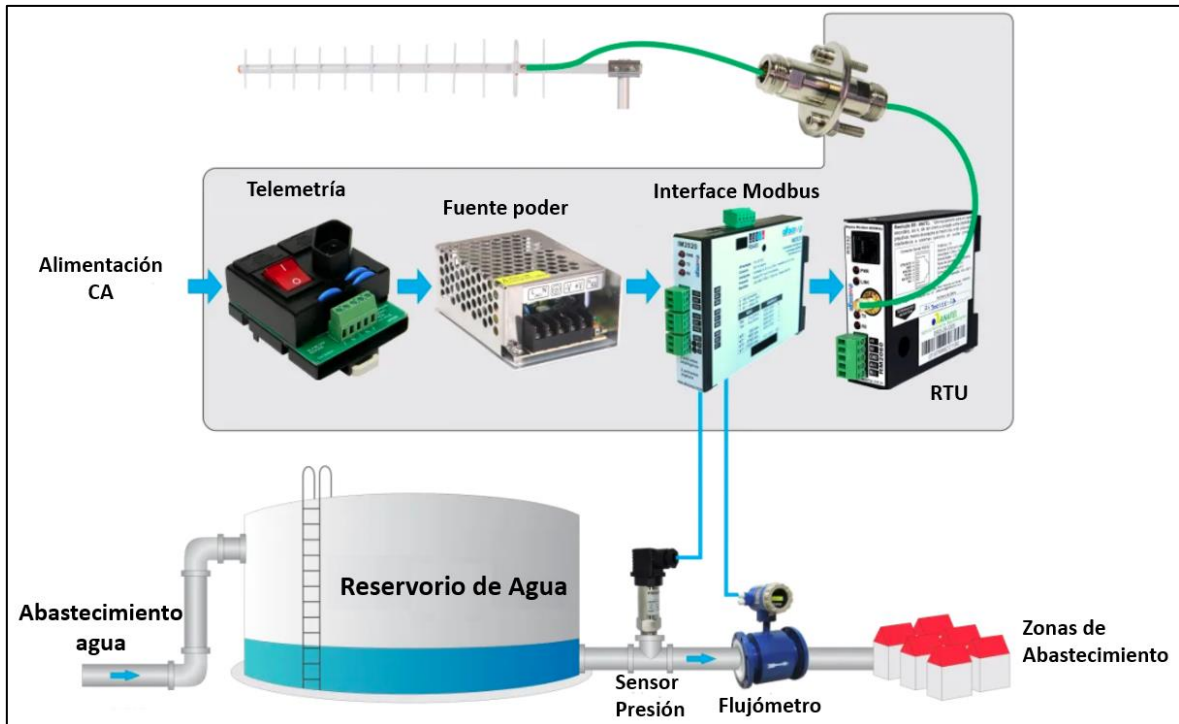 Telemetría
Fuente poder
Interface Modbus
Alimentación
CA
RTU
Reservorio de Agua
Abastecimiento
agua
Sensor
Presión
Flujómetro
Zonas de
Abastecimiento